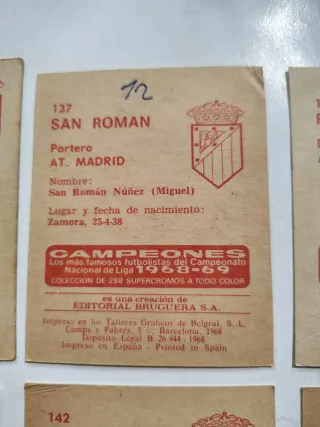 12
137
SAN ROMAN
Portero
AT. MADRID
Nombre:
San Román Núñez (Miguel)
Lugar y fecha de nacimiento:
Zamora, 25-4-38
CAMPEONES
Los más famosos futbolistas del Campeonato
Nacional de Liga 1968-69
COLECCION DE 288 SUPERCROMOS A TODO COLOR
es una creación de
EDITORIAL BRUGUERA S.A.
Impreso en los Talleres Gráficos de Belgraf, S. L.
Camps y Fabrés, 5 Barcelona, 1968
Depósito Legal B 26.944 - 1968
Impreso en España - Printed in Spain
142